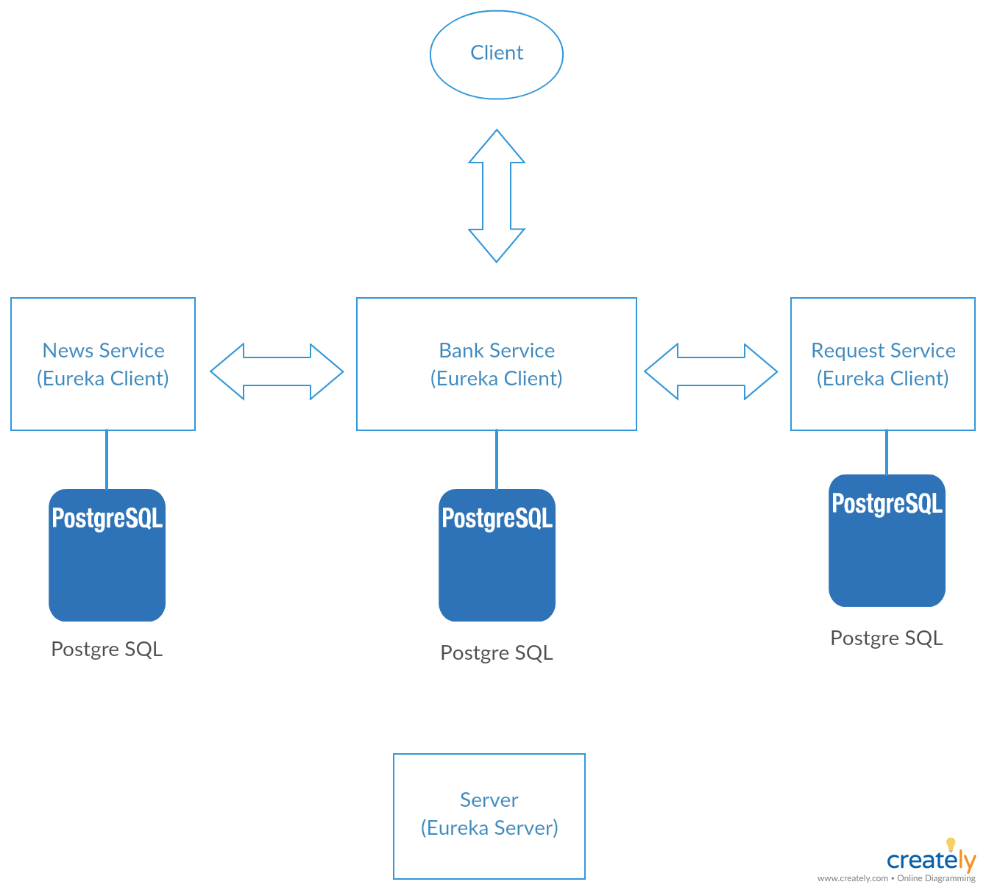 Client
News Service
(Eureka Client)
Bank Service
(Eureka Client)
Request Service
(Eureka Client)
PostgreSQL
PostgreSQL
PostgreSQL
Postgre SQL
Postgre SQL
Postgre SQL
Server
(Eureka Server)
creately
www.creately.com • Online Diagramming